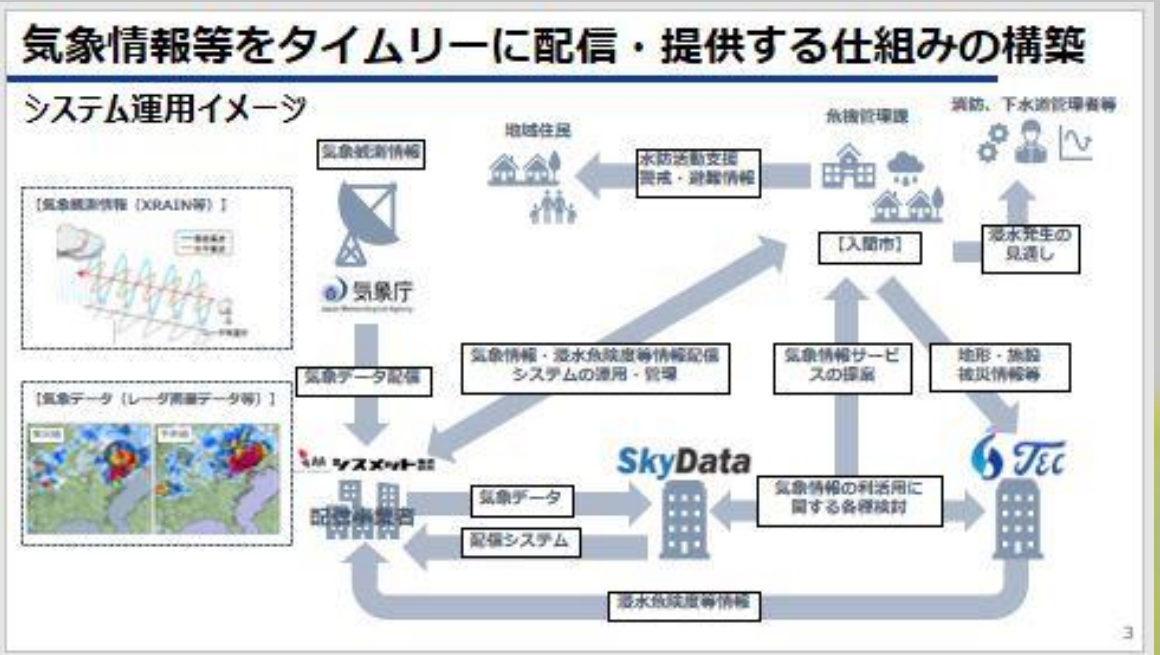 気象情報等をタイムリーに配信・提供する仕組みの構築
システム運用イメージ
気象観測情報
地域住民
水防活動支援
警戒・避難情報
危機管理課
消防、下水道管理者等
【気象観測情報（XRAIN等）】
【入間市】
浸水発生の
見通し
気象庁
Japan Meteorological Agency
気象データ配信
気象情報・浸水危険度等情報配信
システムの運用・管理
気象情報サービ
スの提案
地形・施設
被災情報等
【気象データ（レーダ雨量データ等）】
シスメット
SkyData
TEC
配信事業者
気象データ
気象情報の利活用に
関する各種検討
配信システム
浸水危険度等情報
3